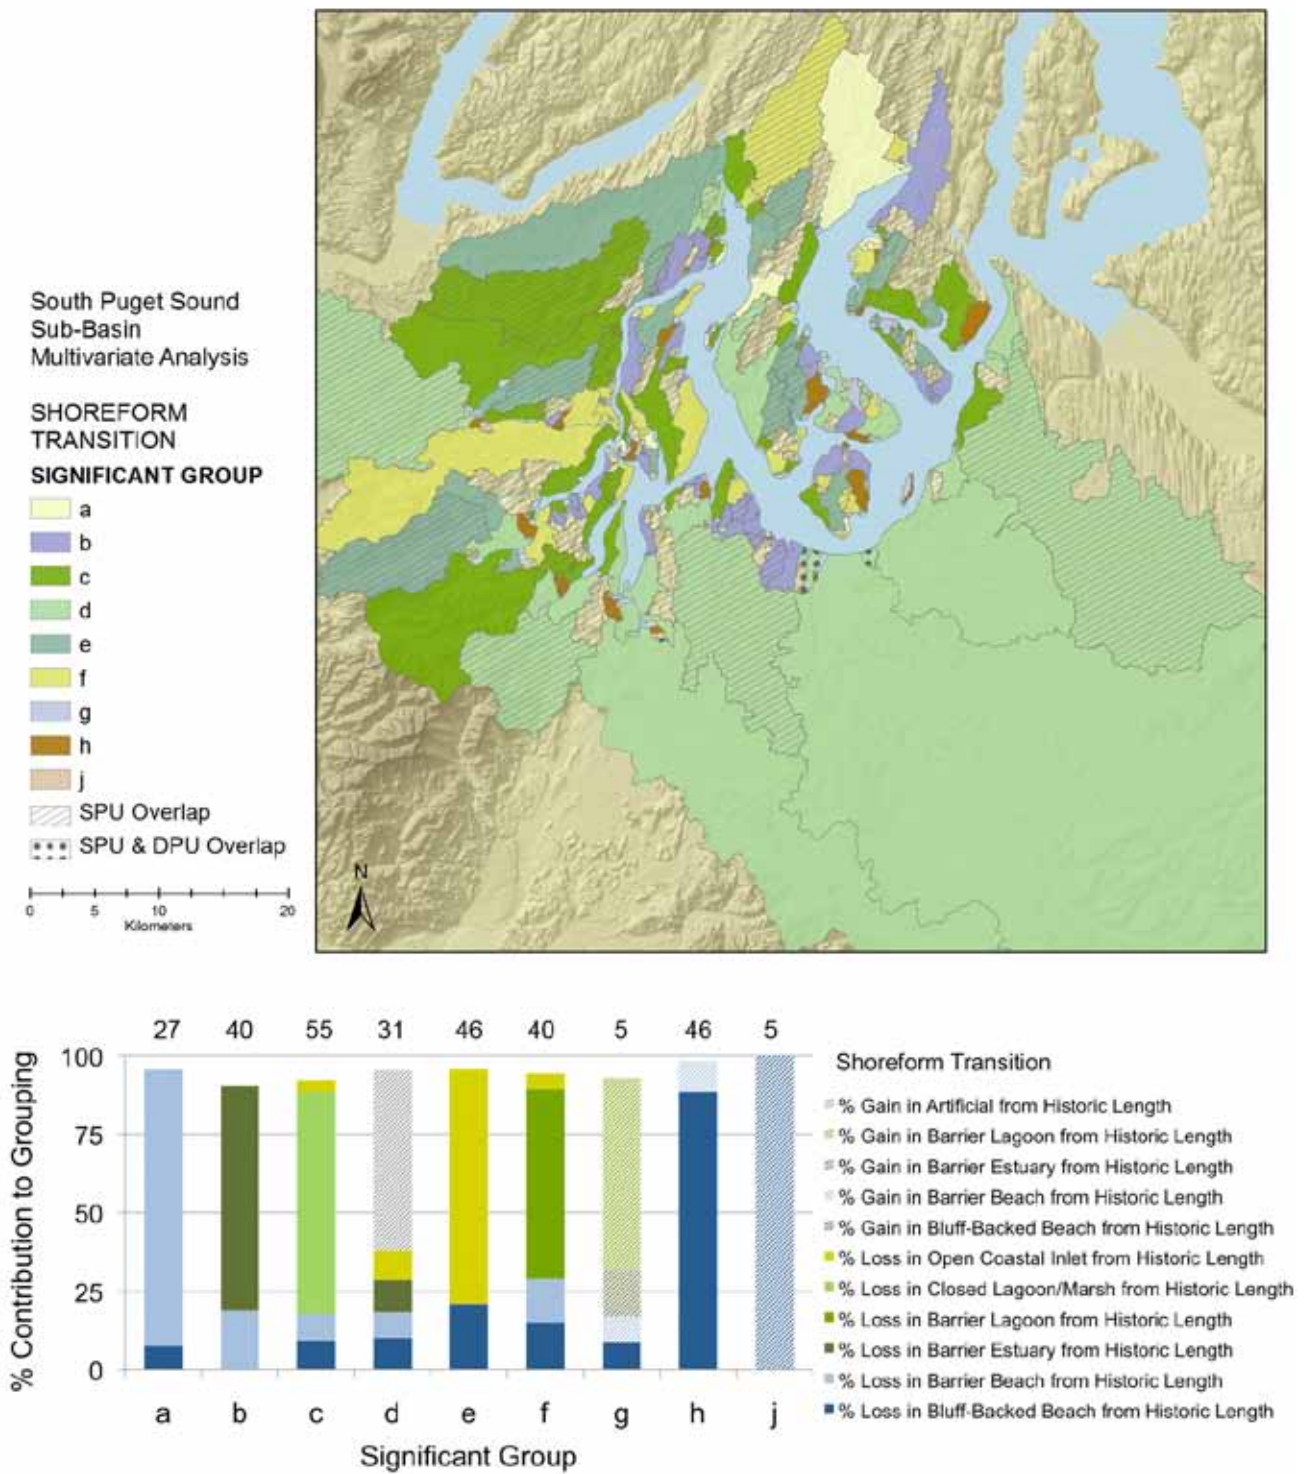 South Puget Sound
Sub-Basin
Multivariate Analysis
SHOREFORM
TRANSITION
SIGNIFICANT GROUP
a
b
c
d
e
f
g
h
j
SPU Overlap
SPU & DPU Overlap
N
0 5 10 20
Kilometers
27 40 55 31 46 40 5 46 5
% Contribution to Grouping
100
75
50
25
0
a b c d e f g h j
Significant Group
Shoreform Transition
% Gain in Artificial from Historic Length
% Gain in Barrier Lagoon from Historic Length
% Gain in Barrier Estuary from Historic Length
% Gain in Barrier Beach from Historic Length
% Gain in Bluff-Backed Beach from Historic Length
% Loss in Open Coastal Inlet from Historic Length
% Loss in Closed Lagoon/Marsh from Historic Length
% Loss in Barrier Lagoon from Historic Length
% Loss in Barrier Estuary from Historic Length
% Loss in Barrier Beach from Historic Length
% Loss in Bluff-Backed Beach from Historic Length